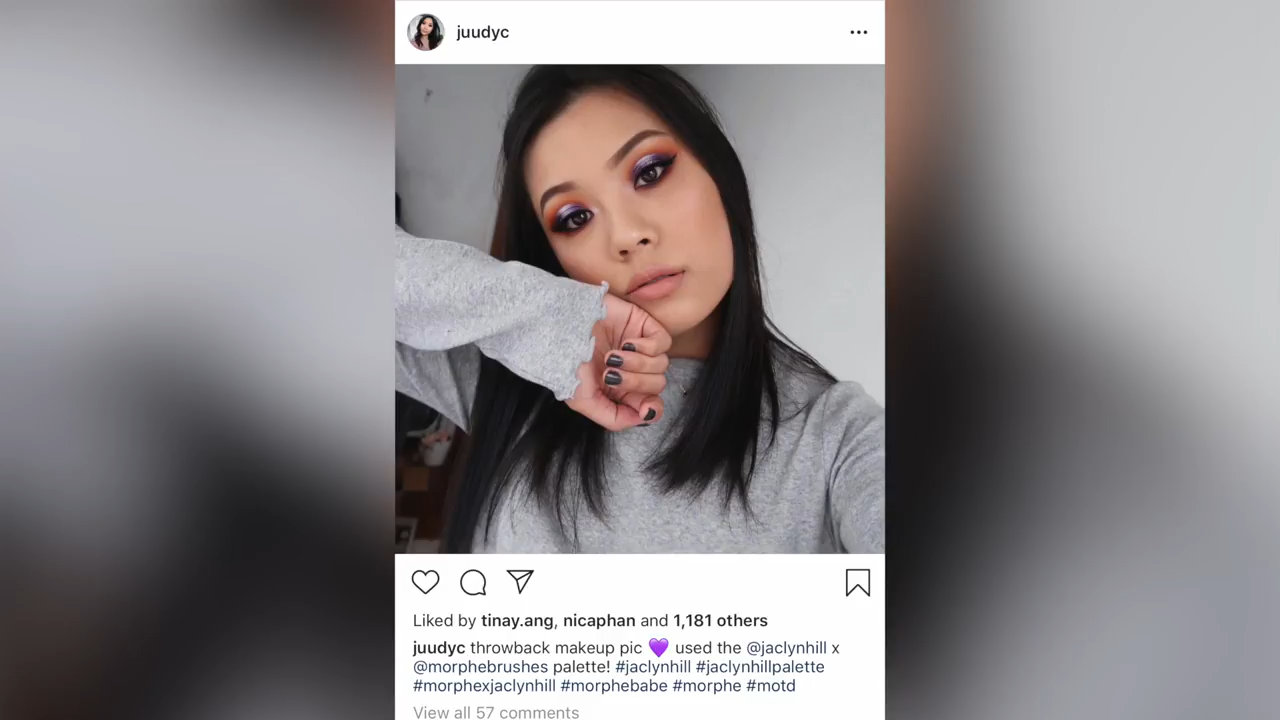 juudyc
Liked by tinay.ang, nicaphan and 1,181 others
juudyc throwback makeup pic 💜 used the @jaclynhill x
@morphebrushes palette! #jaclynhill #jaclynhillpalette
#morphexjaclynhill #morphebabe #morphe #motd
View all 57 comments